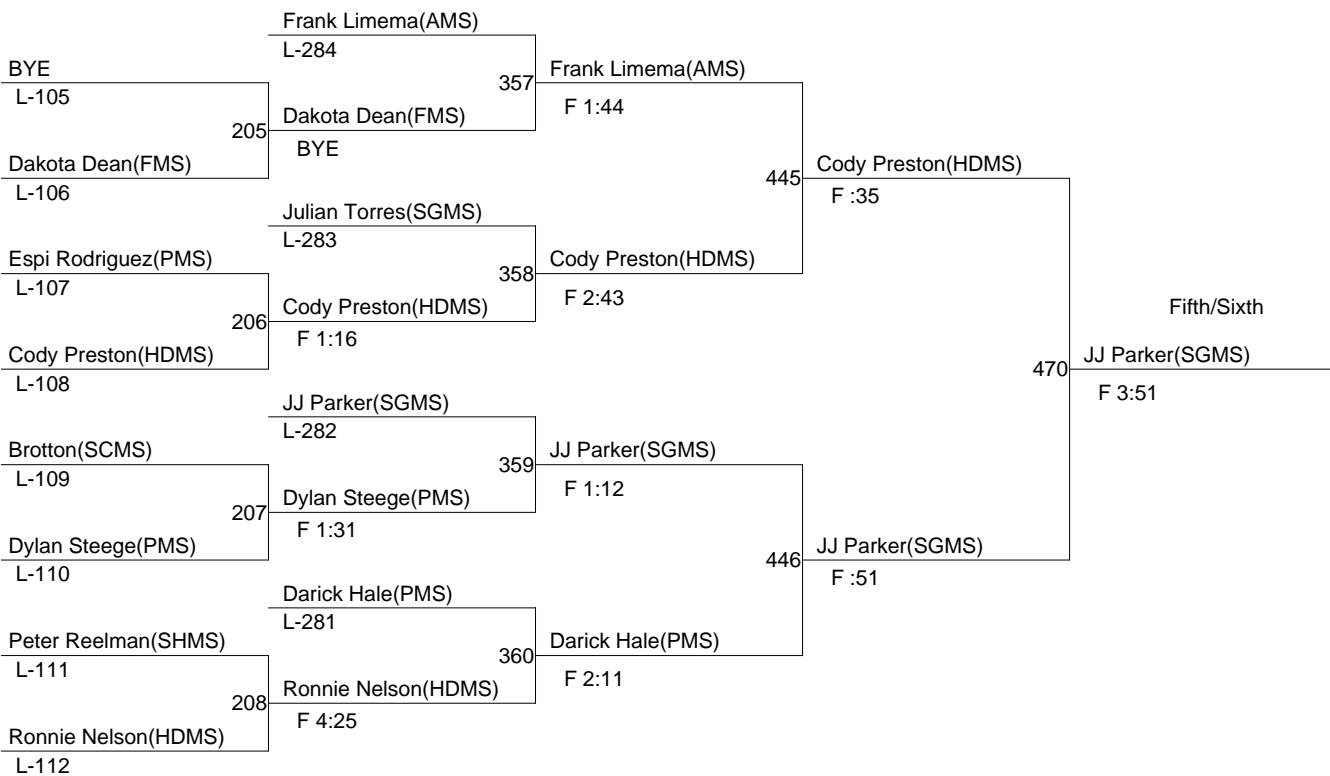 Frank Limema(AMS)
L-284
BYE
L-105
357
Frank Limema(AMS)
F 1:44
205
Dakota Dean(FMS)
BYE
Dakota Dean(FMS)
L-106
445
Cody Preston(HDMS)
F :35
Julian Torres(SGMS)
L-283
Espi Rodriguez(PMS)
L-107
358
Cody Preston(HDMS)
F 2:43
206
Cody Preston(HDMS)
F 1:16
Fifth/Sixth
Cody Preston(HDMS)
L-108
470
JJ Parker(SGMS)
F 3:51
JJ Parker(SGMS)
L-282
Brotton(SCMS)
L-109
359
JJ Parker(SGMS)
F 1:12
207
Dylan Steege(PMS)
F 1:31
Dylan Steege(PMS)
L-110
446
JJ Parker(SGMS)
F :51
Darick Hale(PMS)
L-281
Peter Reelman(SHMS)
L-111
360
Darick Hale(PMS)
F 2:11
208
Ronnie Nelson(HDMS)
F 4:25
Ronnie Nelson(HDMS)
L-112